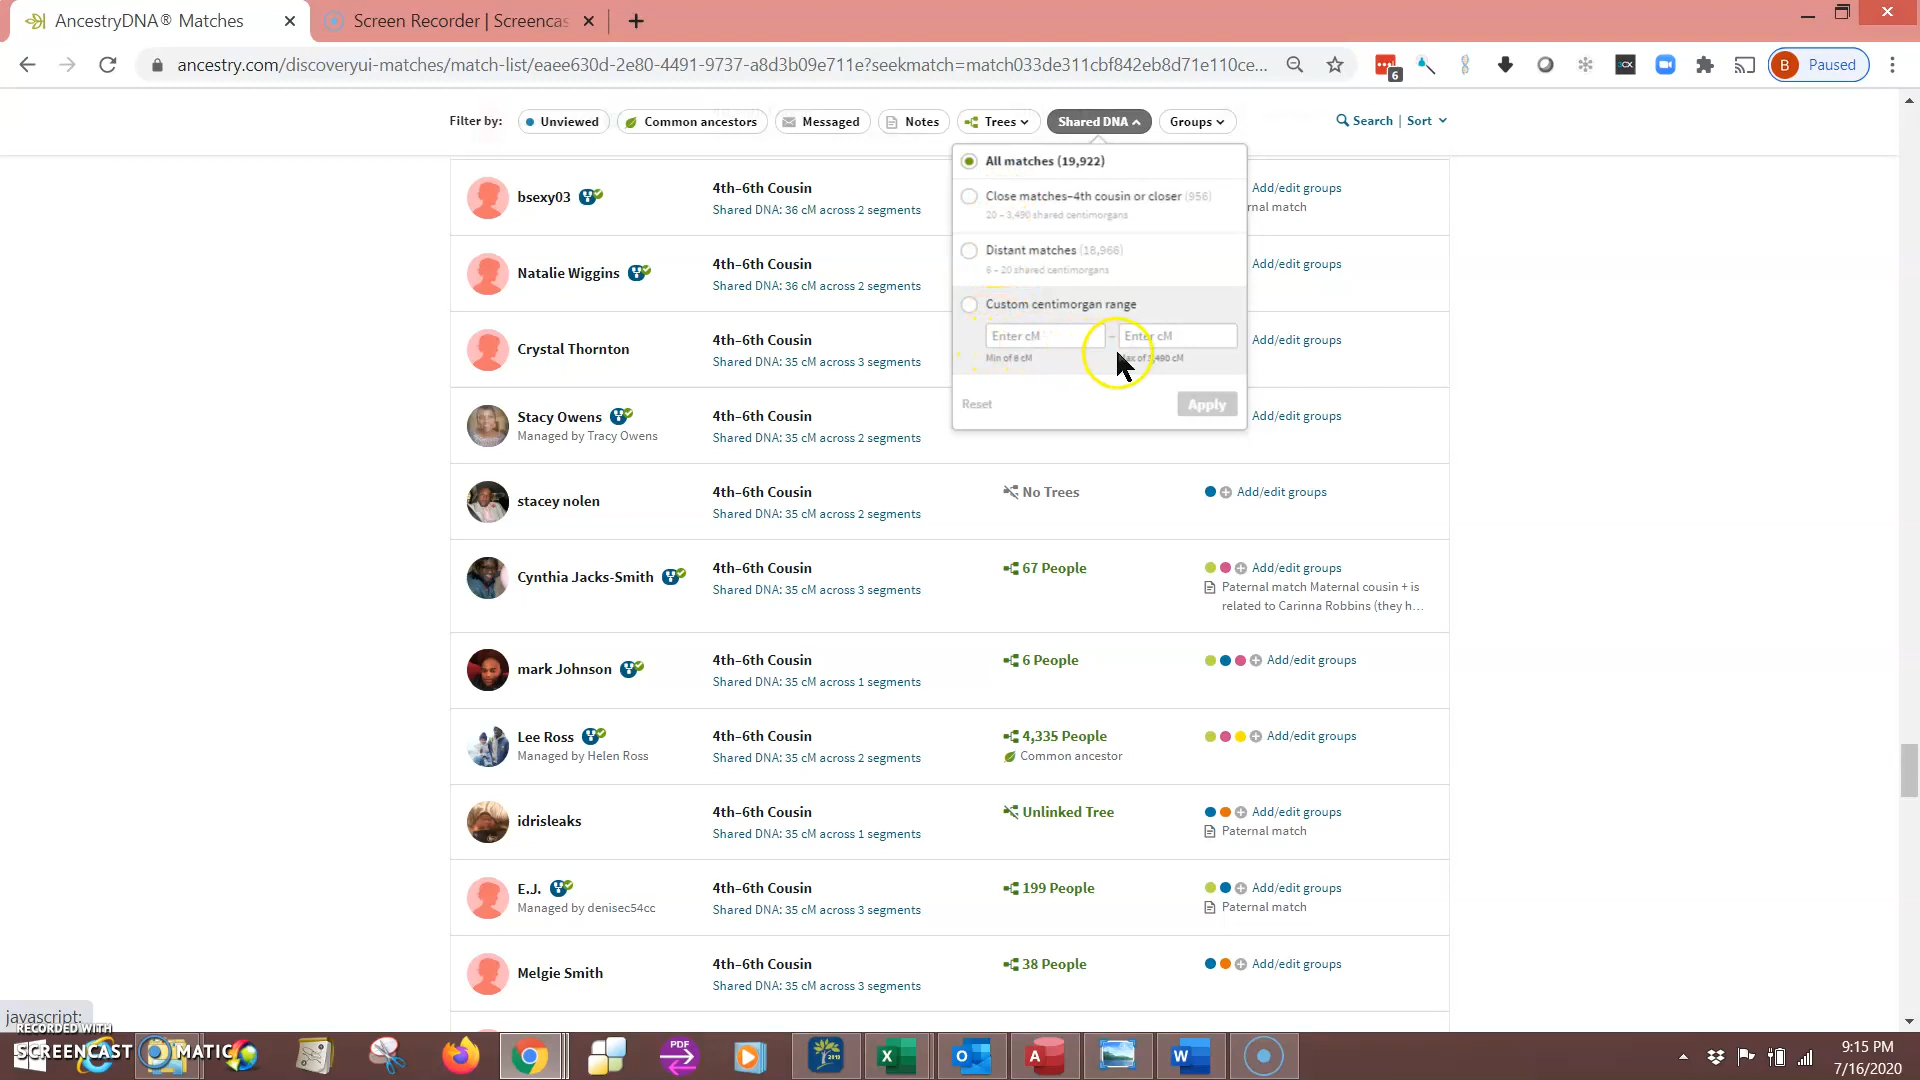 AncestryDNA® Matches
Screen Recorder | Screencas
ancestry.com/discoveryui-matches/match-list/eaee630d-2e80-4491-9737-a8d3b09e711e?seekmatch=match033de311cbf842eb8d71e110ce...
6
B Paused
Filter by: Unviewed Common ancestors Messaged Notes Trees Shared DNA Groups Search | Sort
All matches (19,922)
Close matches–4th cousin or closer (956)
20 – 3,490 shared centimorgans
Distant matches (18,966)
6 – 20 shared centimorgans
Custom centimorgan range
Enter cM – Enter cM
Min of 6 cM
Reset Apply
bsexy03 4th–6th Cousin Add/edit groups
Shared DNA: 36 cM across 2 segments rnal match
Natalie Wiggins 4th–6th Cousin Add/edit groups
Shared DNA: 36 cM across 2 segments
Crystal Thornton 4th–6th Cousin Add/edit groups
Shared DNA: 35 cM across 3 segments
Stacy Owens 4th–6th Cousin Add/edit groups
Managed by Tracy Owens Shared DNA: 35 cM across 2 segments
stacey nolen 4th–6th Cousin No Trees Add/edit groups
Shared DNA: 35 cM across 2 segments
Cynthia Jacks-Smith 4th–6th Cousin 67 People Add/edit groups
Shared DNA: 35 cM across 3 segments Paternal match Maternal cousin + is
related to Carinna Robbins (they h...
mark Johnson 4th–6th Cousin 6 People Add/edit groups
Shared DNA: 35 cM across 1 segments
Lee Ross 4th–6th Cousin 4,335 People Add/edit groups
Managed by Helen Ross Shared DNA: 35 cM across 2 segments Common ancestor
idrisleaks 4th–6th Cousin Unlinked Tree Add/edit groups
Shared DNA: 35 cM across 1 segments Paternal match
E.J. 4th–6th Cousin 199 People Add/edit groups
Managed by denisec54cc Shared DNA: 35 cM across 3 segments Paternal match
Melgie Smith 4th–6th Cousin 38 People Add/edit groups
Shared DNA: 35 cM across 3 segments
javascript:
RECORDED WITH
SCREENCAST MATIC
PDF
2019
9:15 PM
7/16/2020